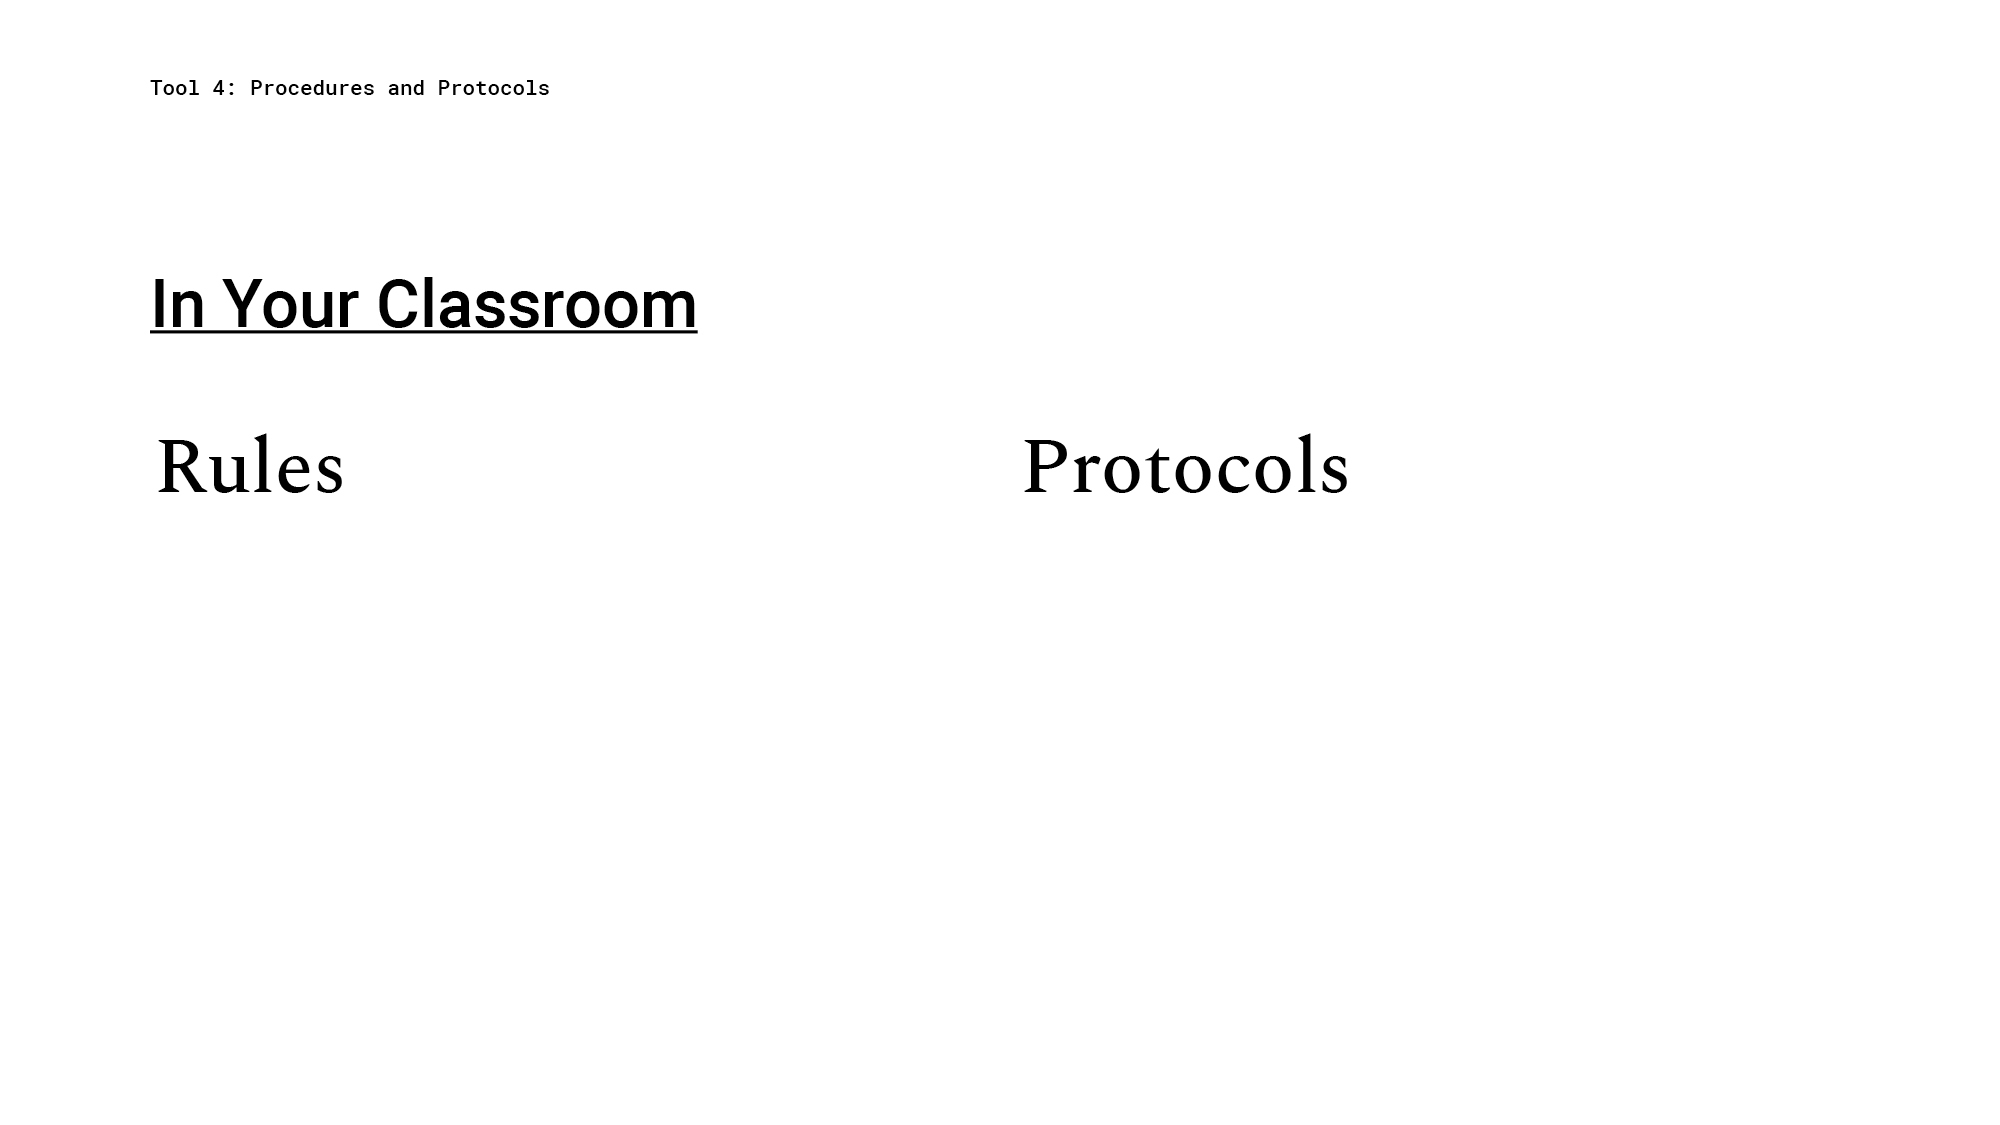 Tool 4: Procedures and Protocols
In Your Classroom
Rules
Protocols